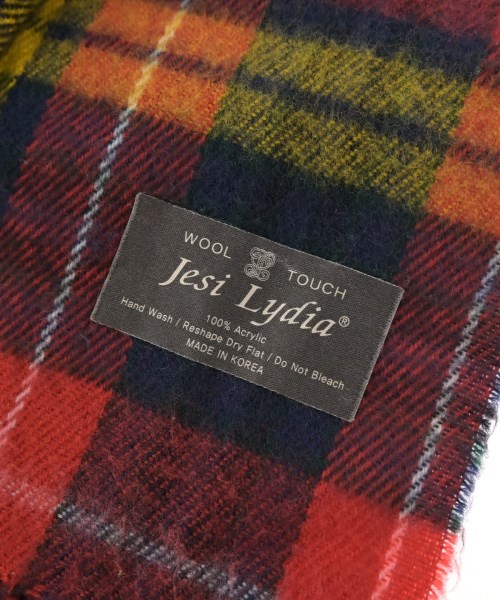 WOOL TOUCH
Jesi Lydia®
100% Acrylic
Hand Wash / Reshape Dry Flat / Do Not Bleach
MADE IN KOREA